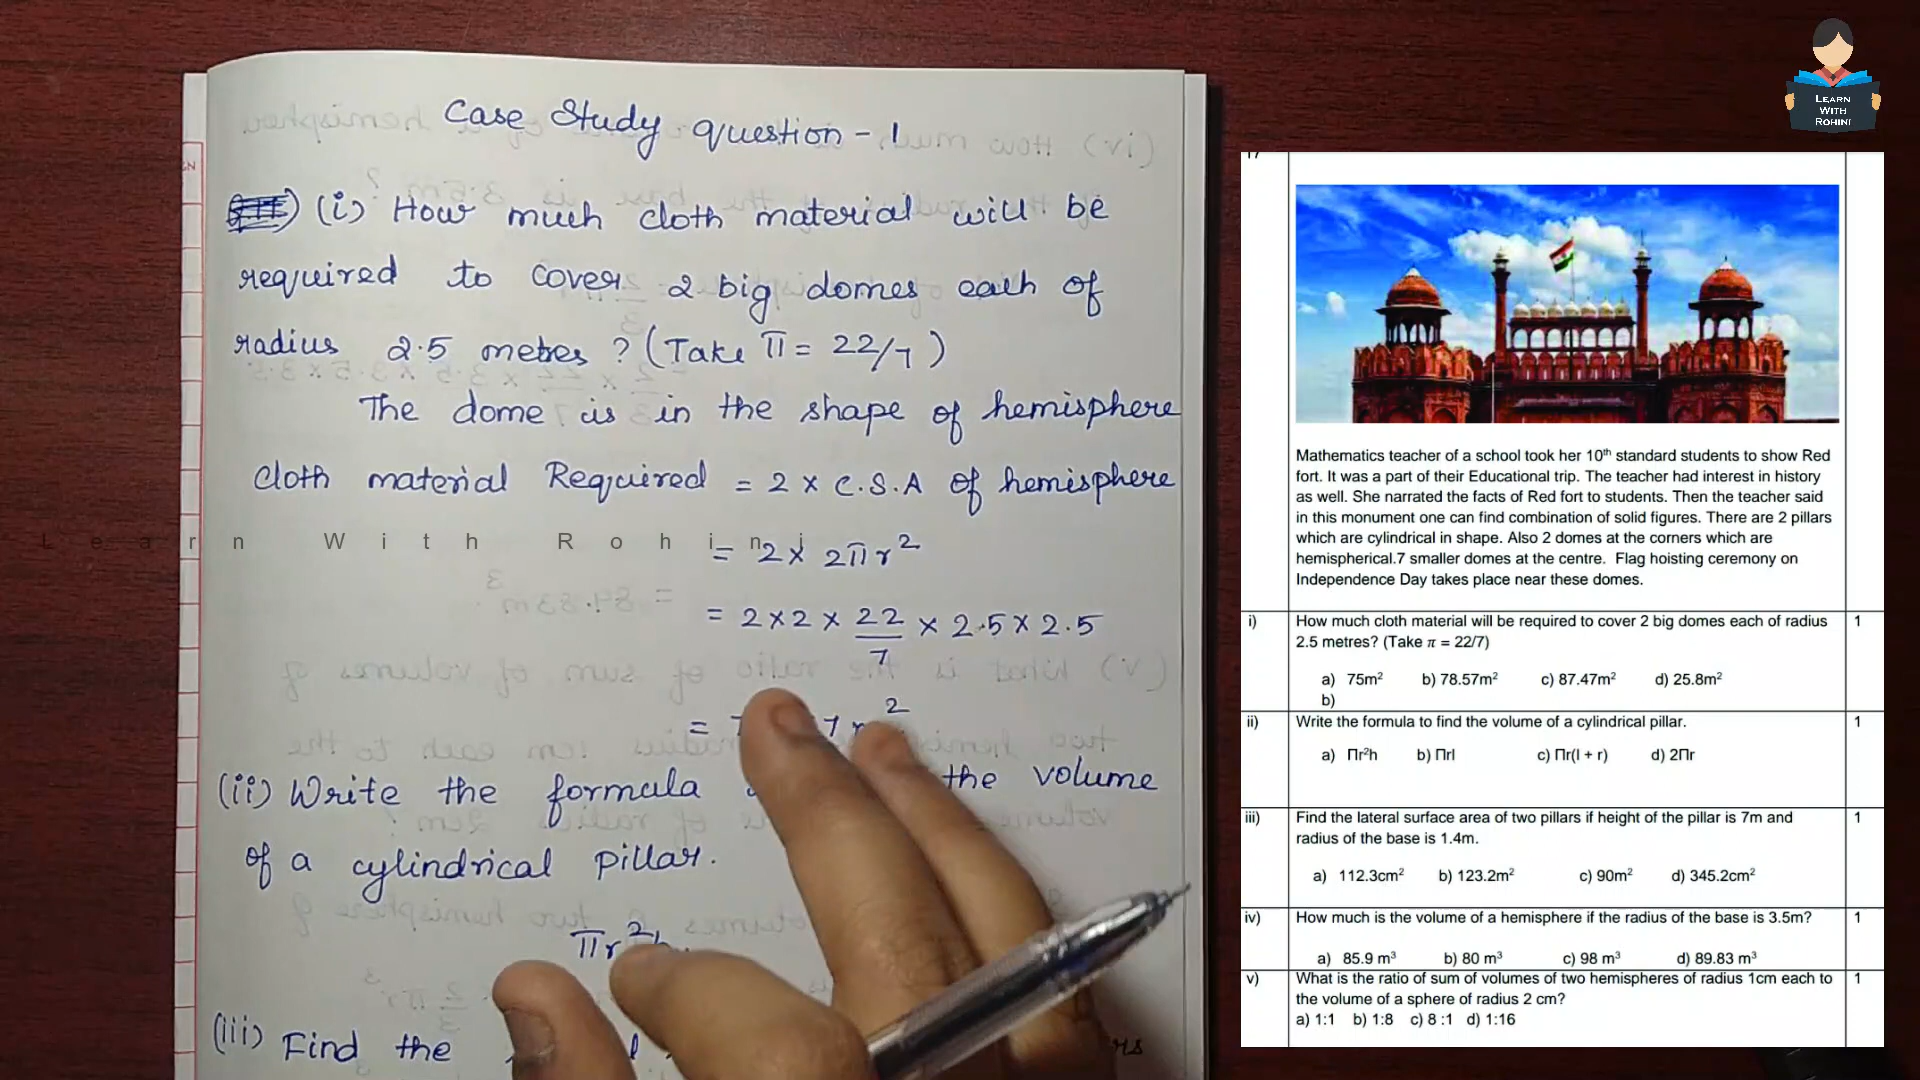 Case Study question - 1
(i) How much cloth material will be
required to cover 2 big domes each of
radius 2.5 metres ? (Take π = 22/7)
The dome is in the shape of hemisphere
Cloth material Required = 2 × C.S.A of hemisphere
= 2 × 2πr²
= 2 × 2 × 22/7 × 2.5 × 2.5
=
(ii) Write the formula the volume
of a cylindrical pillar.
πr²h
(iii) Find the
Learn With Rohini
LEARN
WITH
ROHINI
17
Mathematics teacher of a school took her 10th standard students to show Red
fort. It was a part of their Educational trip. The teacher had interest in history
as well. She narrated the facts of Red fort to students. Then the teacher said
in this monument one can find combination of solid figures. There are 2 pillars
which are cylindrical in shape. Also 2 domes at the corners which are
hemispherical.7 smaller domes at the centre. Flag hoisting ceremony on
Independence Day takes place near these domes.
i) How much cloth material will be required to cover 2 big domes each of radius 1
2.5 metres? (Take π = 22/7)
a) 75m² b) 78.57m² c) 87.47m² d) 25.8m²
b)
ii) Write the formula to find the volume of a cylindrical pillar. 1
a) Πr²h b) Πrl c) Πr(l + r) d) 2Πr
iii) Find the lateral surface area of two pillars if height of the pillar is 7m and 1
radius of the base is 1.4m.
a) 112.3cm² b) 123.2m² c) 90m² d) 345.2cm²
iv) How much is the volume of a hemisphere if the radius of the base is 3.5m? 1
a) 85.9 m³ b) 80 m³ c) 98 m³ d) 89.83 m³
v) What is the ratio of sum of volumes of two hemispheres of radius 1cm each to 1
the volume of a sphere of radius 2 cm?
a) 1:1 b) 1:8 c) 8 :1 d) 1:16